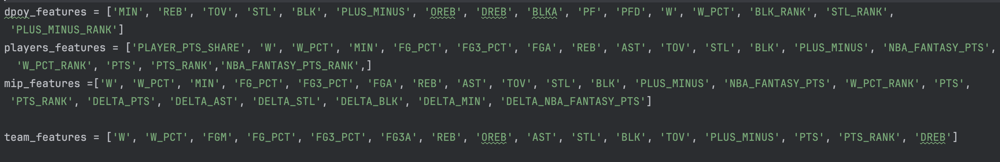 dpoy_features = ['MIN', 'REB', 'TOV', 'STL', 'BLK', 'PLUS_MINUS', 'OREB', 'DREB', 'BLKA', 'PF', 'PFD', 'W', 'W_PCT', 'BLK_RANK', 'STL_RANK',
'PLUS_MINUS_RANK']
players_features = ['PLAYER_PTS_SHARE', 'W', 'W_PCT', 'MIN', 'FG_PCT', 'FG3_PCT', 'FGA', 'REB', 'AST', 'TOV', 'STL', 'BLK', 'PLUS_MINUS', 'NBA_FANTASY_PTS',
'W_PCT_RANK', 'PTS', 'PTS_RANK','NBA_FANTASY_PTS_RANK',]
mip_features =['W', 'W_PCT', 'MIN', 'FG_PCT', 'FG3_PCT', 'FGA', 'REB', 'AST', 'TOV', 'STL', 'BLK', 'PLUS_MINUS', 'NBA_FANTASY_PTS', 'W_PCT_RANK', 'PTS',
'PTS_RANK', 'DELTA_PTS', 'DELTA_AST', 'DELTA_STL', 'DELTA_BLK', 'DELTA_MIN', 'DELTA_NBA_FANTASY_PTS']
team_features = ['W', 'W_PCT', 'FGM', 'FG_PCT', 'FG3_PCT', 'FG3A', 'REB', 'OREB', 'AST', 'STL', 'BLK', 'TOV', 'PLUS_MINUS', 'PTS', 'PTS_RANK', 'DREB']